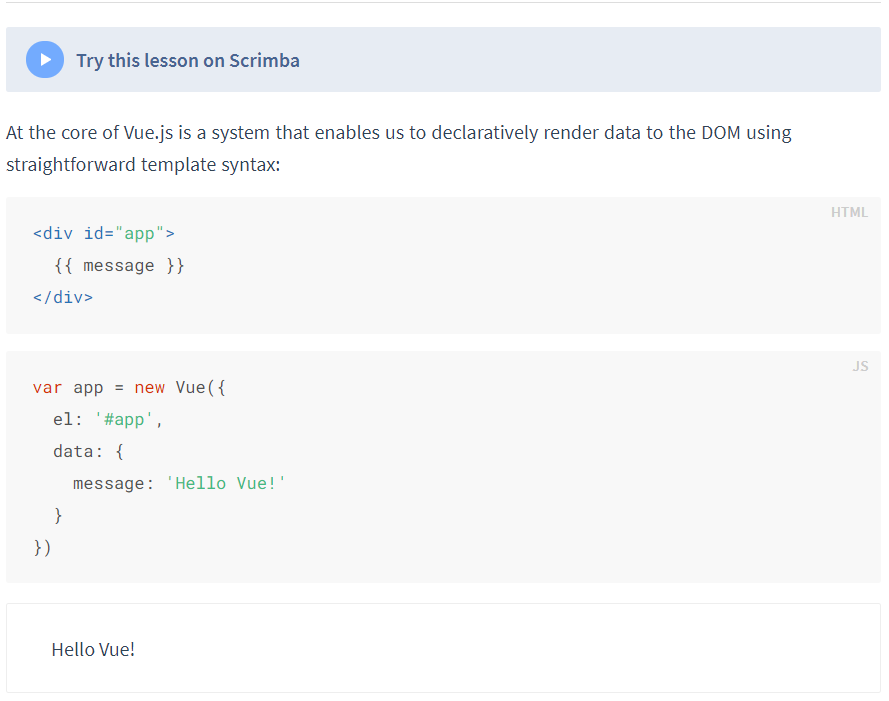 Try this lesson on Scrimba
At the core of Vue.js is a system that enables us to declaratively render data to the DOM using
straightforward template syntax:
HTML
<div id="app">
  {{ message }}
</div>
JS
var app = new Vue({
  el: '#app',
  data: {
    message: 'Hello Vue!'
  }
})
Hello Vue!